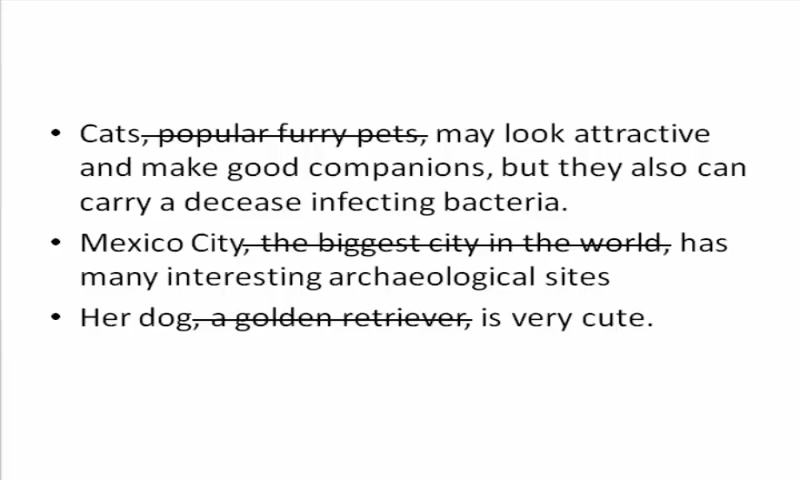 • Cats, popular furry pets, may look attractive
and make good companions, but they also can
carry a decease infecting bacteria.
• Mexico City, the biggest city in the world, has
many interesting archaeological sites
• Her dog, a golden retriever, is very cute.